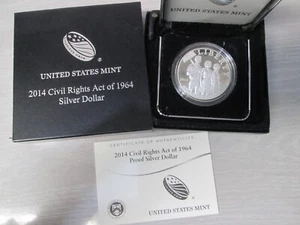 UNITED STATES MINT
2014 Civil Rights Act of 1964
Silver Dollar
LIBERTY
CERTIFICATE OF AUTHENTICITY
2014 Civil Rights Act of 1964
Proof Silver Dollar
UNITED STATES MINT